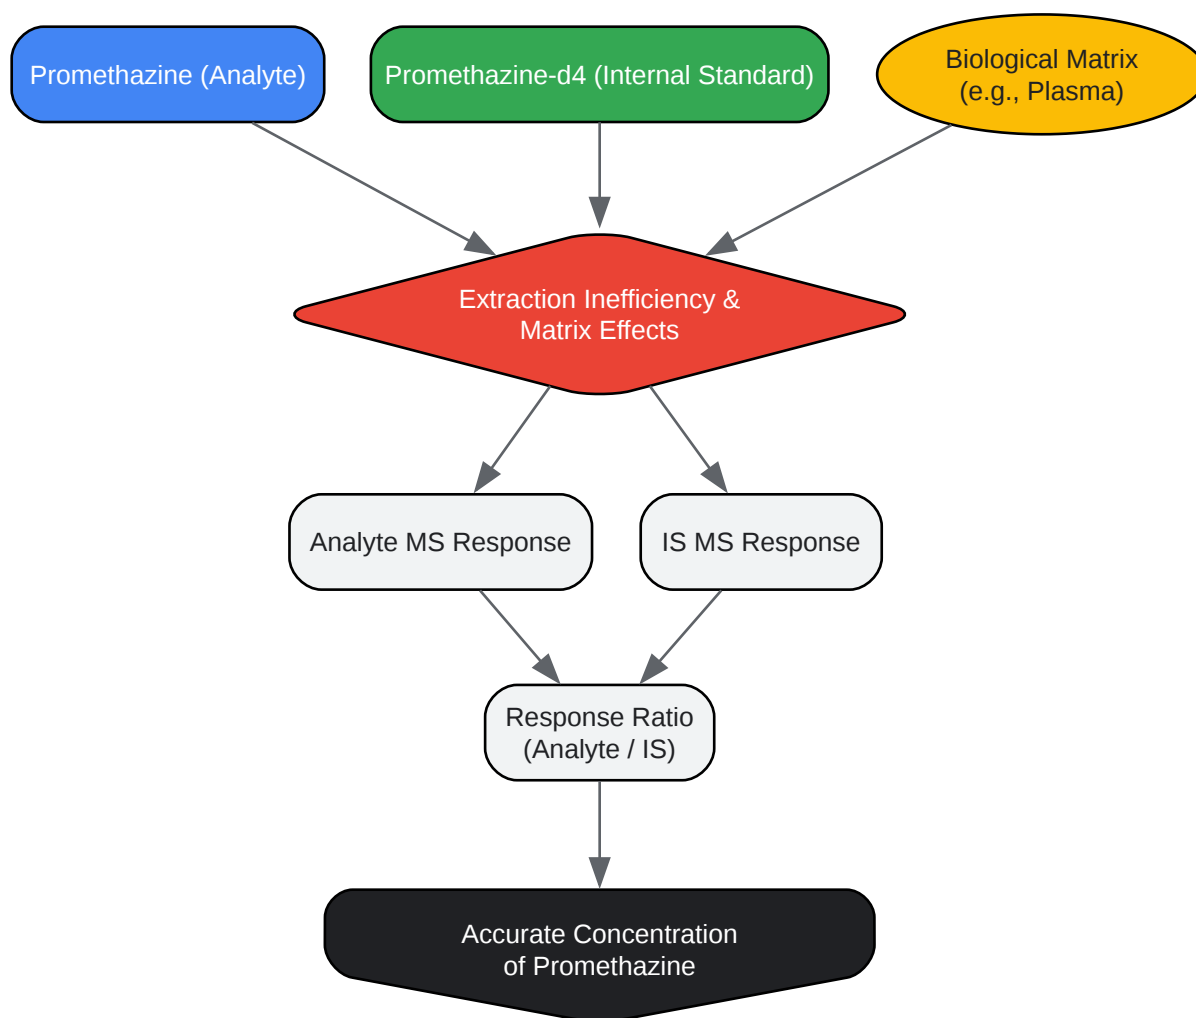 Promethazine (Analyte)
Promethazine-d4 (Internal Standard)
Biological Matrix
(e.g., Plasma)
Extraction Inefficiency &
Matrix Effects
Analyte MS Response
IS MS Response
Response Ratio
(Analyte / IS)
Accurate Concentration
of Promethazine